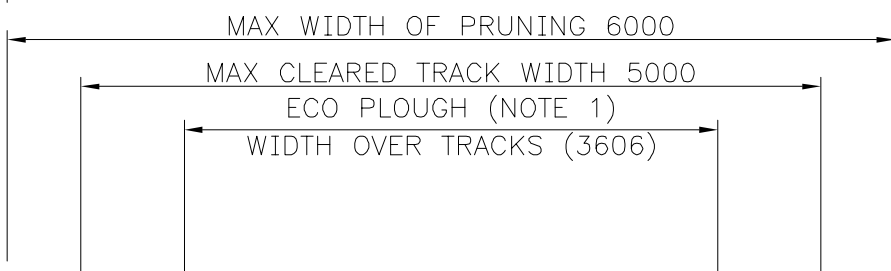 MAX WIDTH OF PRUNING 6000
MAX CLEARED TRACK WIDTH 5000
ECO PLOUGH (NOTE 1)
WIDTH OVER TRACKS (3606)